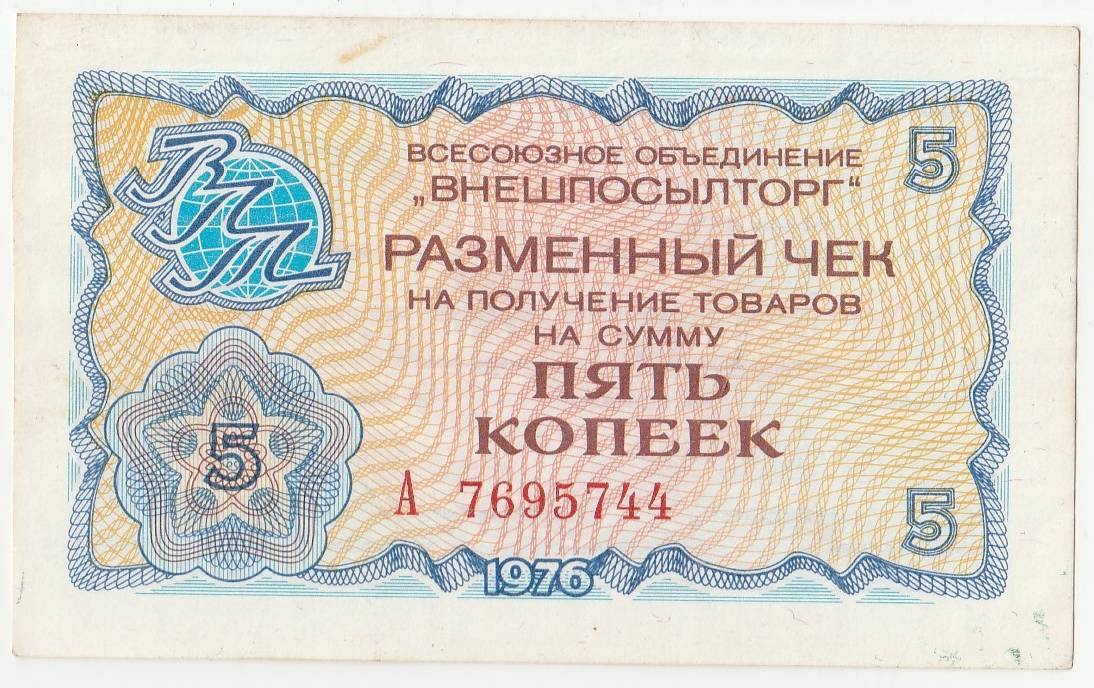 ВПТ
ВСЕСОЮЗНОЕ ОБЪЕДИНЕНИЕ
„ВНЕШПОСЫЛТОРГ“
РАЗМЕННЫЙ ЧЕК
НА ПОЛУЧЕНИЕ ТОВАРОВ
НА СУММУ
ПЯТЬ
КОПЕЕК
А 7695744
5
5
5
1976